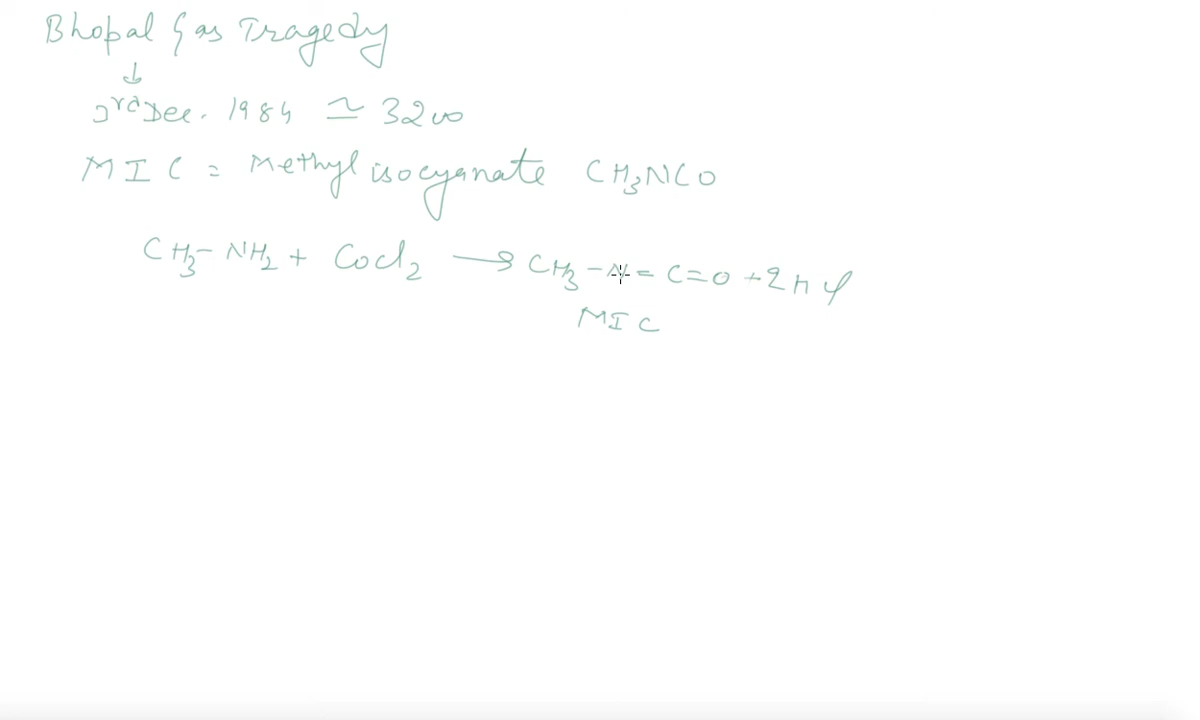 Bhopal Gas Tragedy
↓
3rd Dec. 1984 ≃ 3200
MIC = Methyl isocyanate CH3NCO
CH3-NH2 + COCl2 → CH3-N=C=O + 2HCl
MIC